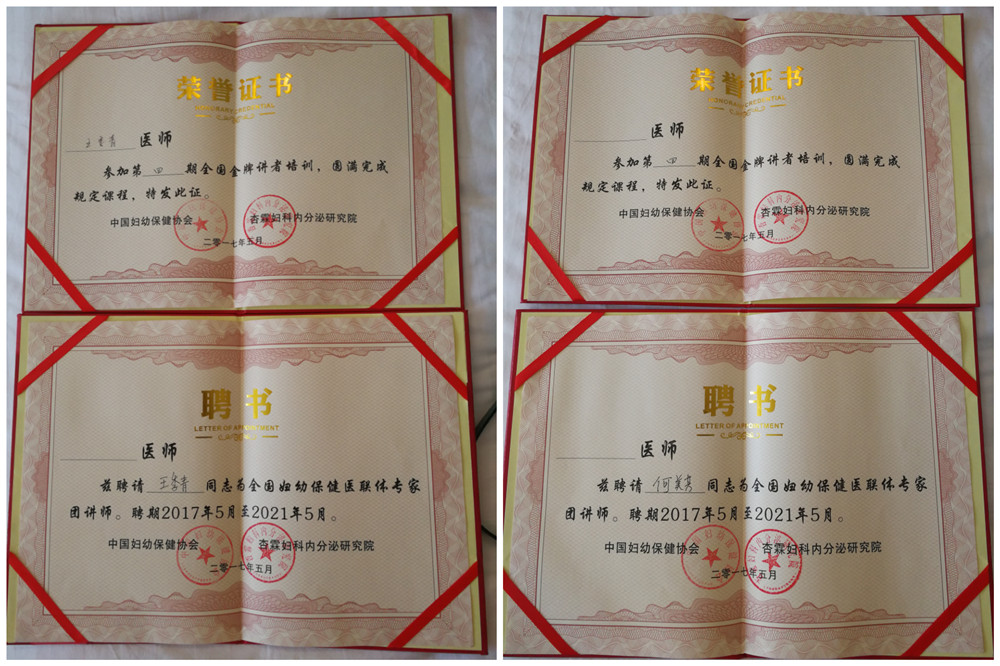 荣誉证书
HONORARY CREDENTIAL
医师
参加第四期全国金牌讲者培训，圆满完成
规定课程，特发此证。
中国妇幼保健协会 杏霖妇科内分泌研究院
二零一七年五月
荣誉证书
HONORARY CREDENTIAL
医师
参加第四期全国金牌讲者培训，圆满完成
规定课程，特发此证。
中国妇幼保健协会 杏霖妇科内分泌研究院
二零一七年五月
聘书
LETTER OF APPOINTMENT
医师
兹聘请王秀青同志为全国妇幼保健医联体专家
团讲师。聘期2017年5月至2021年5月。
中国妇幼保健协会 杏霖妇科内分泌研究院
二零一七年五月
聘书
LETTER OF APPOINTMENT
医师
兹聘请何 同志为全国妇幼保健医联体专家
团讲师。聘期2017年5月至2021年5月。
中国妇幼保健协会 杏霖妇科内分泌研究院
二零一七年五月